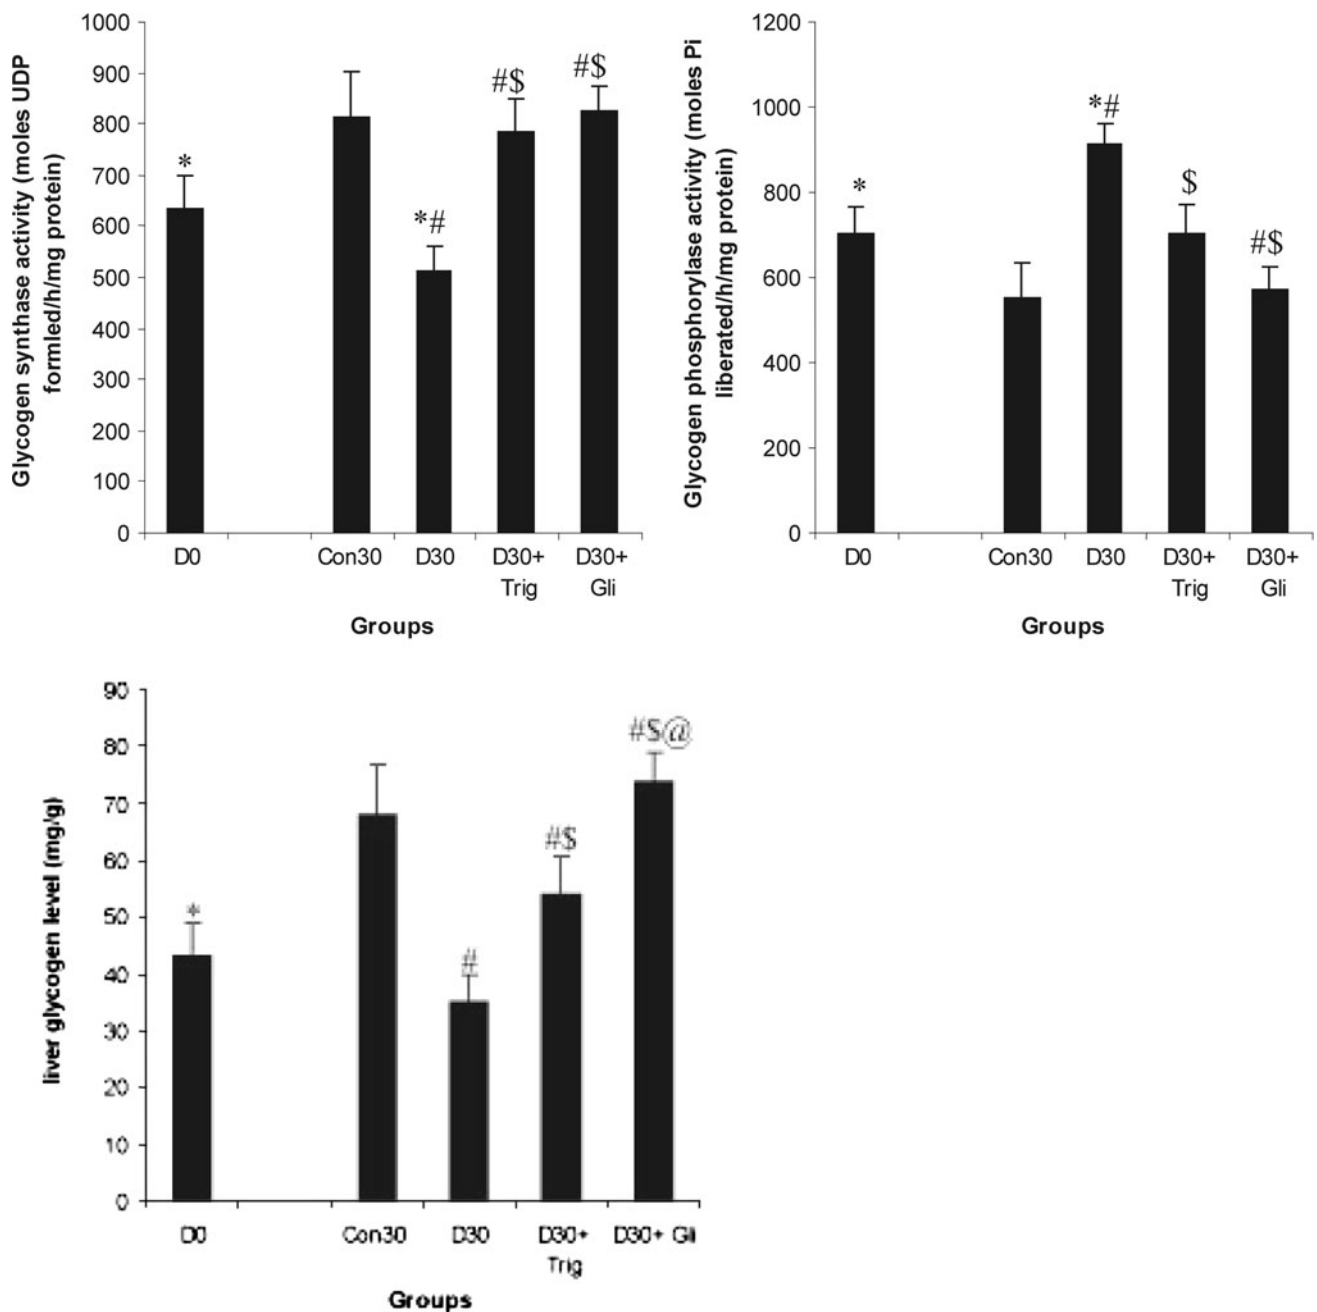 Glycogen synthase activity (moles UDP
formled/h/mg protein)
1000
900
800
700
600
500
400
300
200
100
0
*
*#
#$
#$
D0
Con30
D30
D30+
Trig
D30+
Gli
Groups
Glycogen phosphorylase activity (moles Pi
liberated/h/mg protein)
1200
1000
800
600
400
200
0
*
*#
$
#$
D0
Con30
D30
D30+
Trig
D30+
Gli
Groups
liver glycogen level (mg/g)
90
80
70
60
50
40
30
20
10
0
*
#
#$
#$@
D0
Con30
D30
D30+
Trig
D30+ Gli
Groups